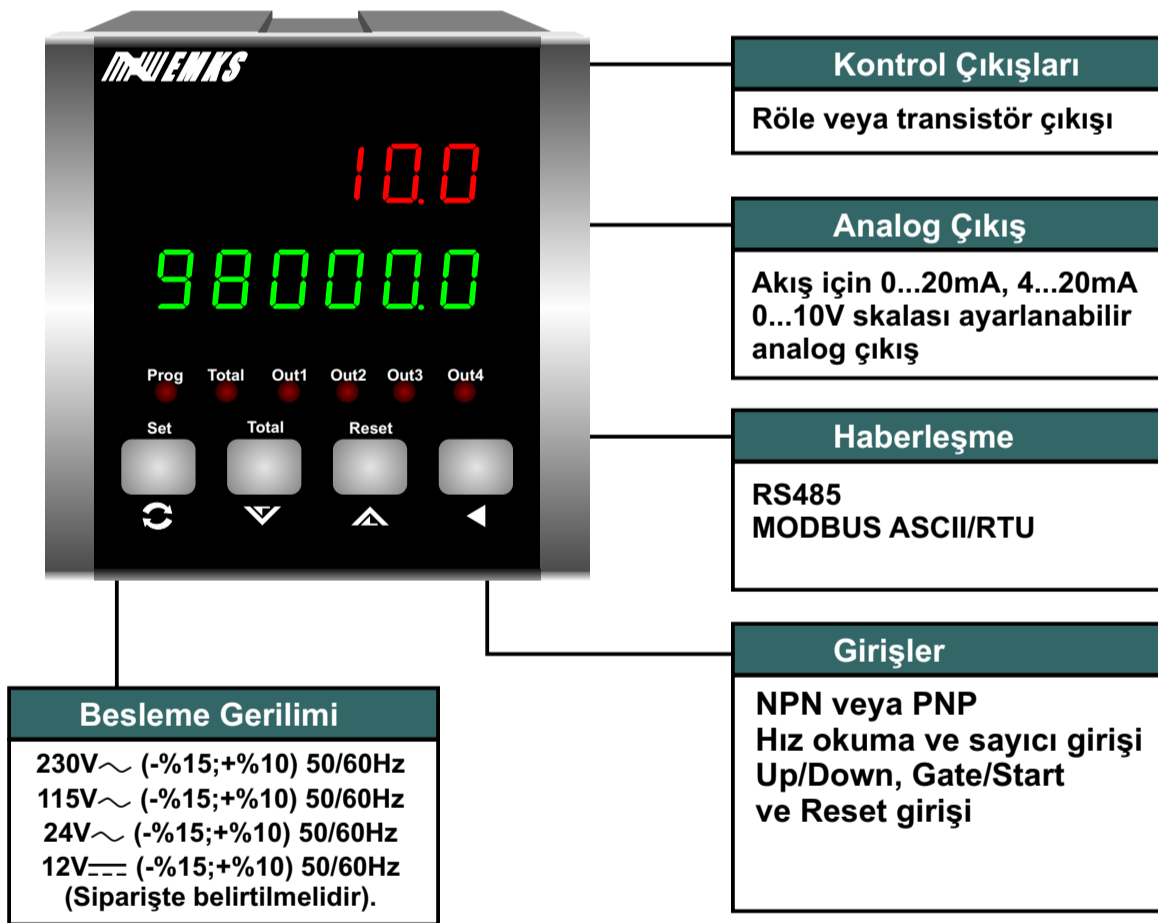 EMKS
10.0
98000.0
Prog Total Out1 Out2 Out3 Out4
Set Total Reset
Kontrol Çıkışları
Röle veya transistör çıkışı
Analog Çıkış
Akış için 0...20mA, 4...20mA
0...10V skalası ayarlanabilir
analog çıkış
Haberleşme
RS485
MODBUS ASCII/RTU
Girişler
NPN veya PNP
Hız okuma ve sayıcı girişi
Up/Down, Gate/Start
ve Reset girişi
Besleme Gerilimi
230V⏦ (-%15;+%10) 50/60Hz
115V⏦ (-%15;+%10) 50/60Hz
24V⏦ (-%15;+%10) 50/60Hz
12V⎓ (-%15;+%10) 50/60Hz
(Siparişte belirtilmelidir).